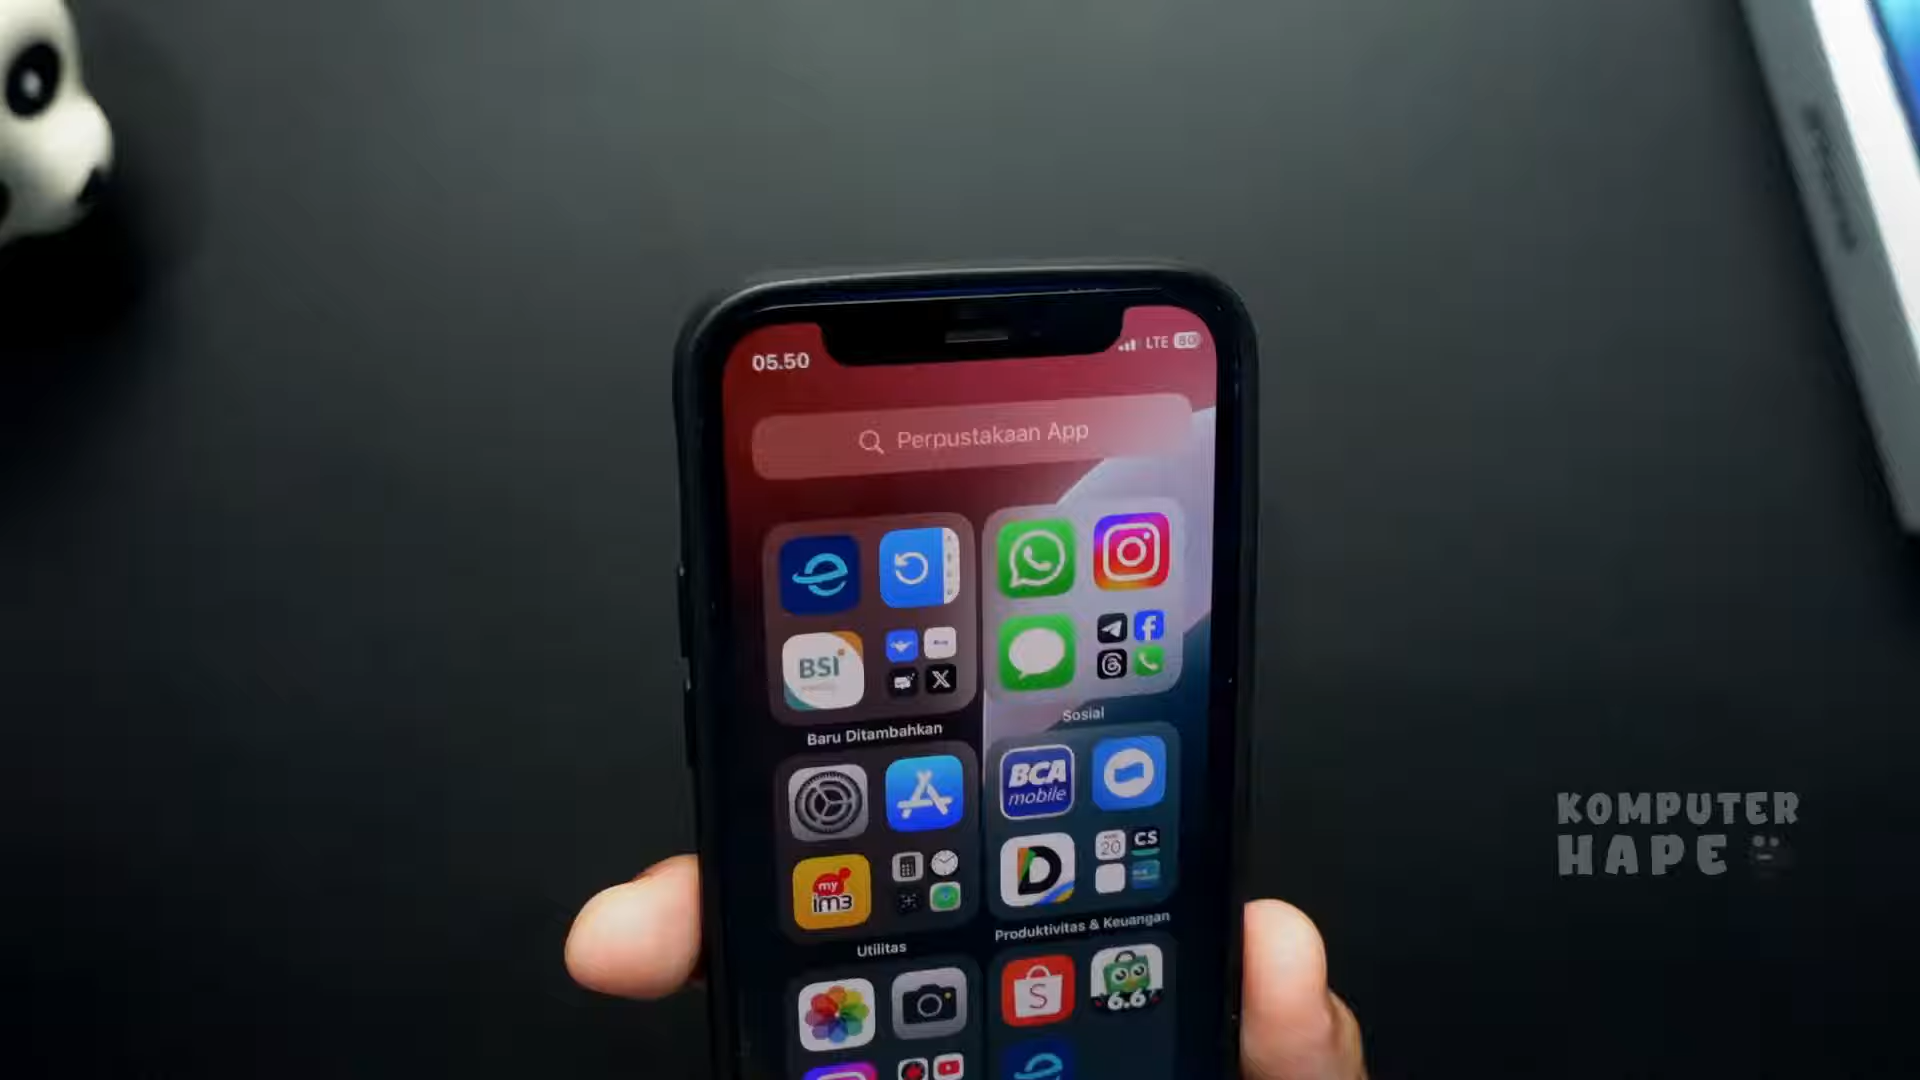 05.50
LTE 80
Perpustakaan App
BSI
Baru Ditambahkan
Sosial
BCA
mobile
20
CS
my
im3
Utilitas
Produktivitas & Keuangan
S
6.6
KOMPUTER
HAPE